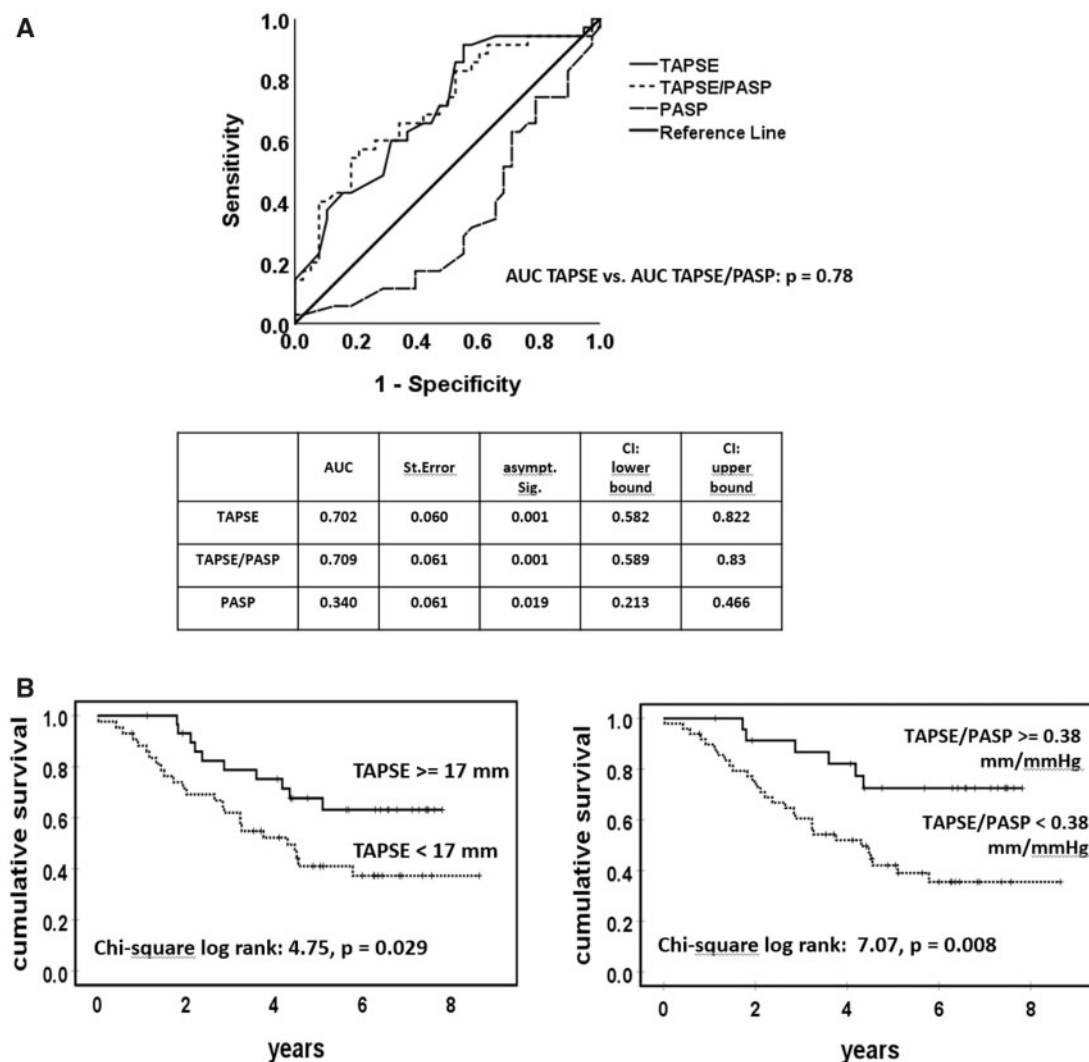 A
1.0
0.8
0.6
0.4
0.2
0.0
Sensitivity
0.0 0.2 0.4 0.6 0.8 1.0
1 - Specificity
TAPSE
TAPSE/PASP
PASP
Reference Line
AUC TAPSE vs. AUC TAPSE/PASP: p = 0.78
AUC St.Error asympt. Sig. CI: lower bound CI: upper bound
TAPSE 0.702 0.060 0.001 0.582 0.822
TAPSE/PASP 0.709 0.061 0.001 0.589 0.83
PASP 0.340 0.061 0.019 0.213 0.466
B
cumulative survival
1.0
0.8
0.6
0.4
0.2
0.0
TAPSE >= 17 mm
TAPSE < 17 mm
Chi-square log rank: 4.75, p = 0.029
0 2 4 6 8
years
cumulative survival
1.0
0.8
0.6
0.4
0.2
0.0
TAPSE/PASP >= 0.38
mm/mmHg
TAPSE/PASP < 0.38
mm/mmHg
Chi-square log rank: 7.07, p = 0.008
0 2 4 6 8
years